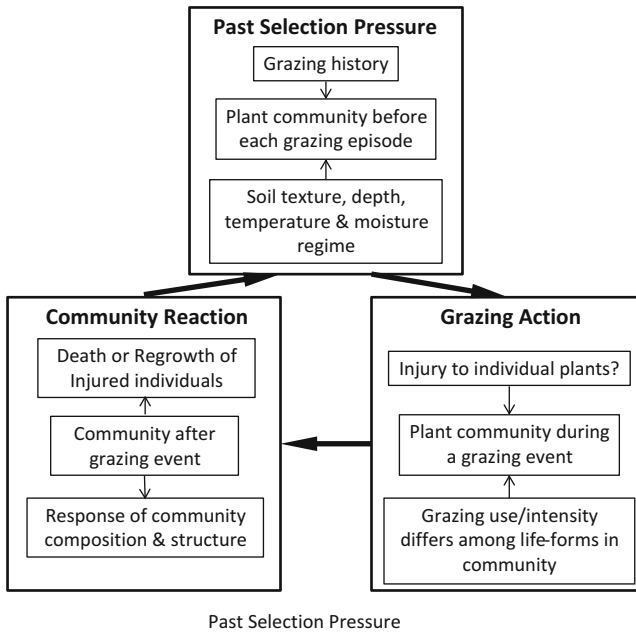 Past Selection Pressure
Grazing history
Plant community before
each grazing episode
Soil texture, depth,
temperature & moisture
regime
Community Reaction
Death or Regrowth of
Injured individuals
Community after
grazing event
Response of community
composition & structure
Grazing Action
Injury to individual plants?
Plant community during
a grazing event
Grazing use/intensity
differs among life-forms in
community
Past Selection Pressure